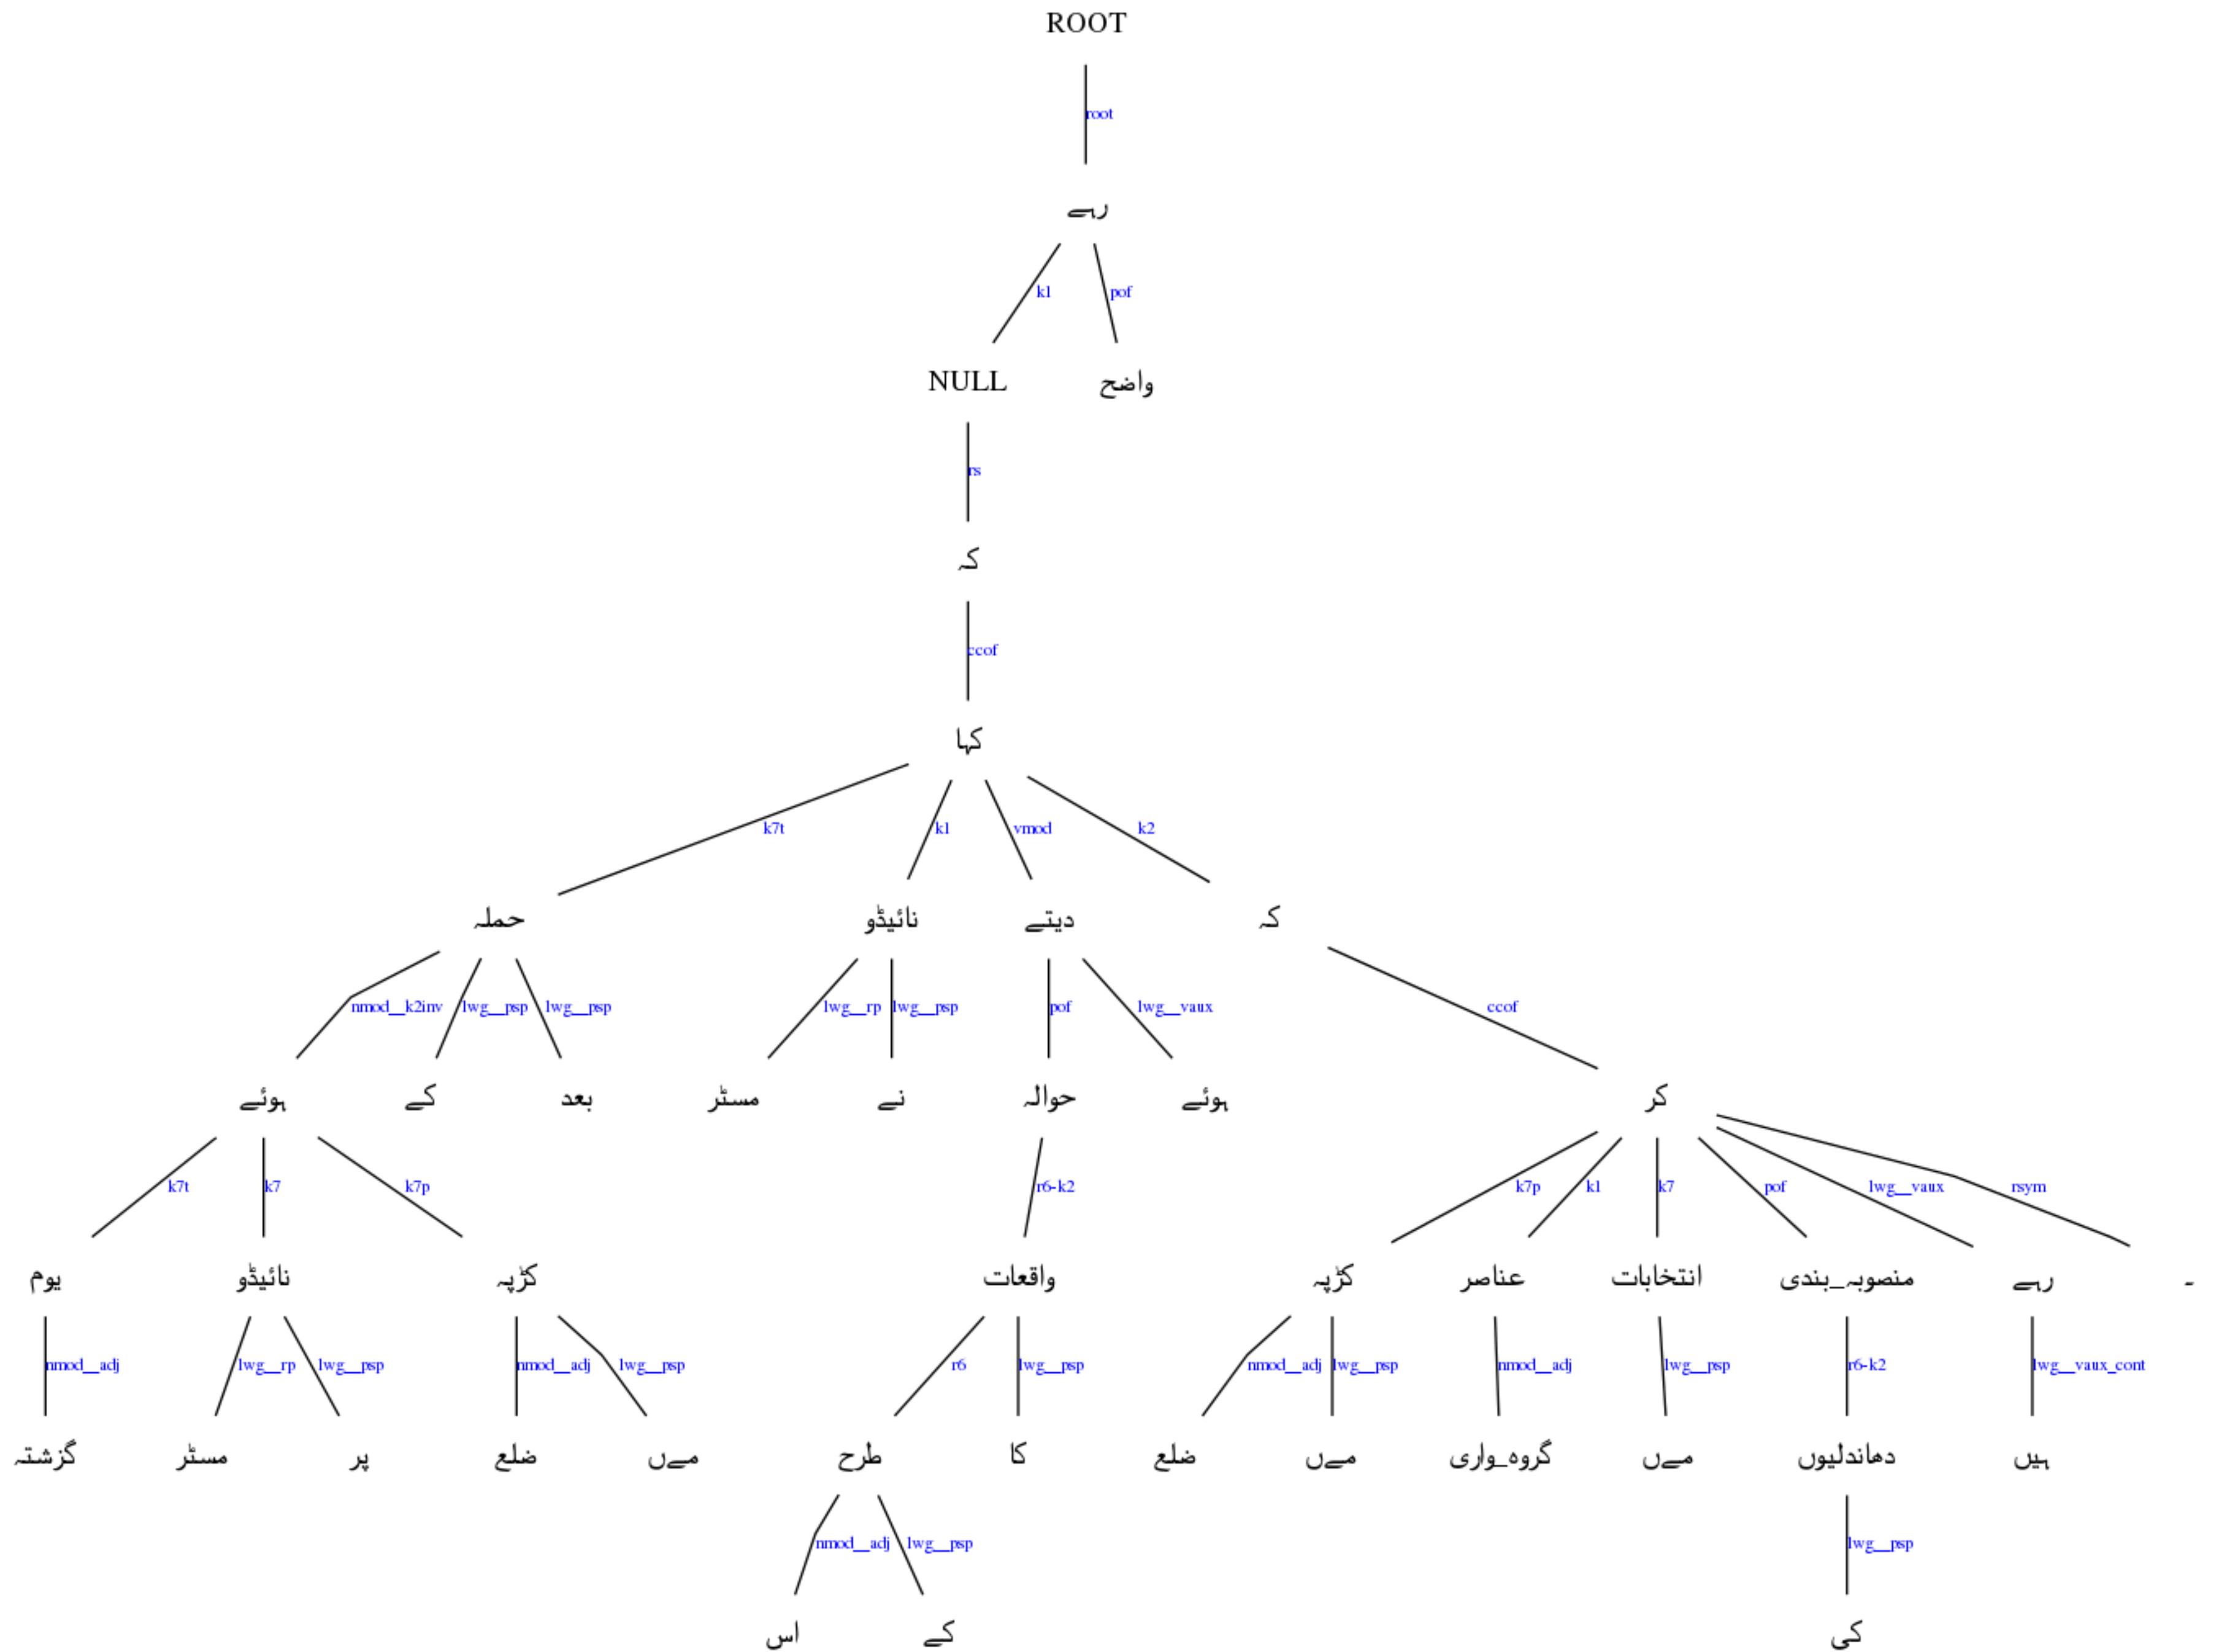 ROOT
root
رہے
k1 pof
NULL واضح
rs
کہ
ccof
کہا
k7t k1 vmod k2
حملہ نائیڈو دیتے کہ
nmod__k2inv lwg__psp lwg__psp lwg__rp lwg__psp pof lwg__vaux ccof
ہوئے کے بعد مسٹر نے حوالہ ہوئے کر
k7t k7 k7p r6-k2 k7p k1 k7 pof lwg__vaux rsym
یوم نائیڈو کڑپہ واقعات کڑپہ عناصر انتخابات منصوبہ_بندی رہے ۔
nmod__adj lwg__rp lwg__psp nmod__adj lwg__psp r6 lwg__psp nmod__adj lwg__psp nmod__adj lwg__psp r6-k2 lwg__vaux_cont
گزشتہ مسٹر پر ضلع مےں طرح کا ضلع مےں گروہ_واری مےں دھاندلیوں ہیں
nmod__adj lwg__psp lwg__psp
اس کے کی